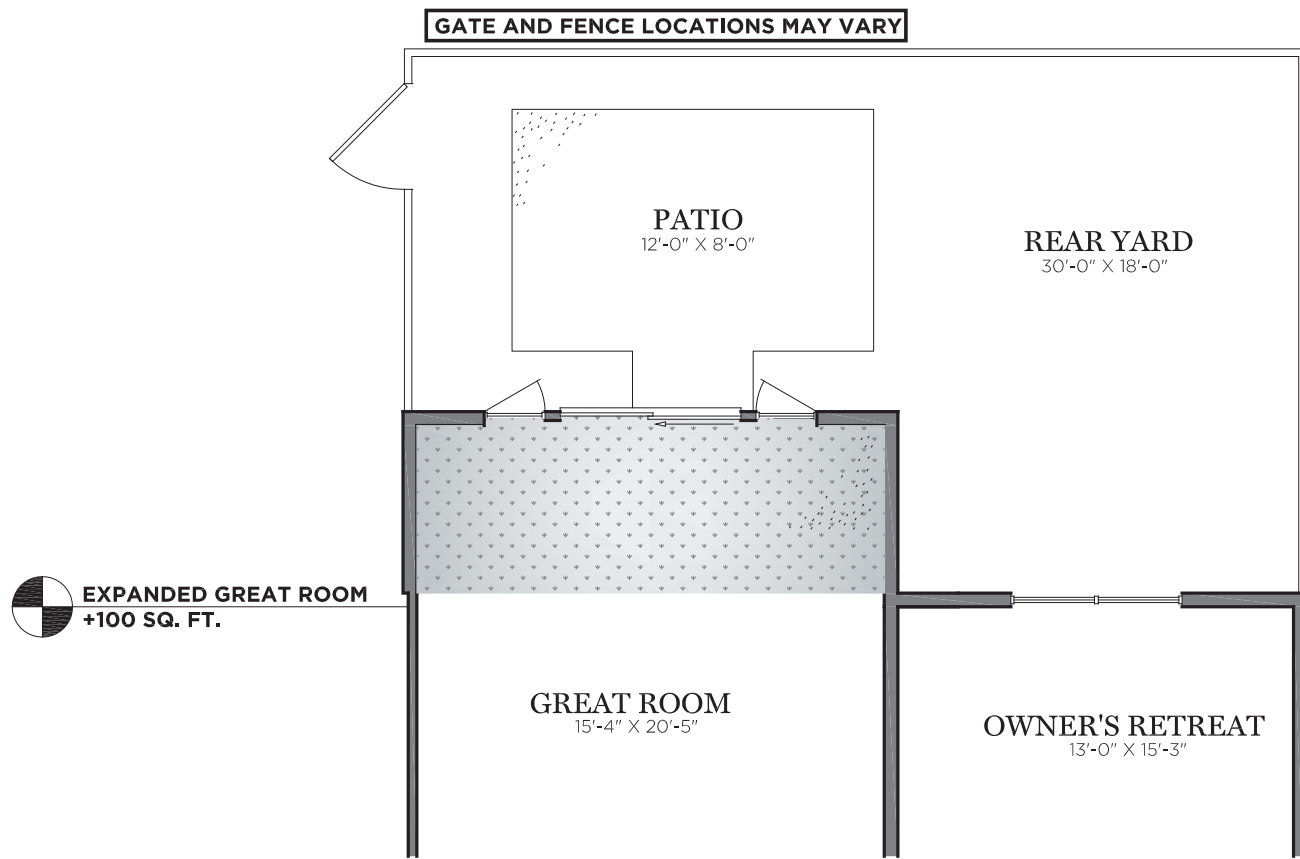 GATE AND FENCE LOCATIONS MAY VARY
PATIO
12'-0" X 8'-0"
REAR YARD
30'-0" X 18'-0"
EXPANDED GREAT ROOM
+100 SQ. FT.
GREAT ROOM
15'-4" X 20'-5"
OWNER'S RETREAT
13'-0" X 15'-3"